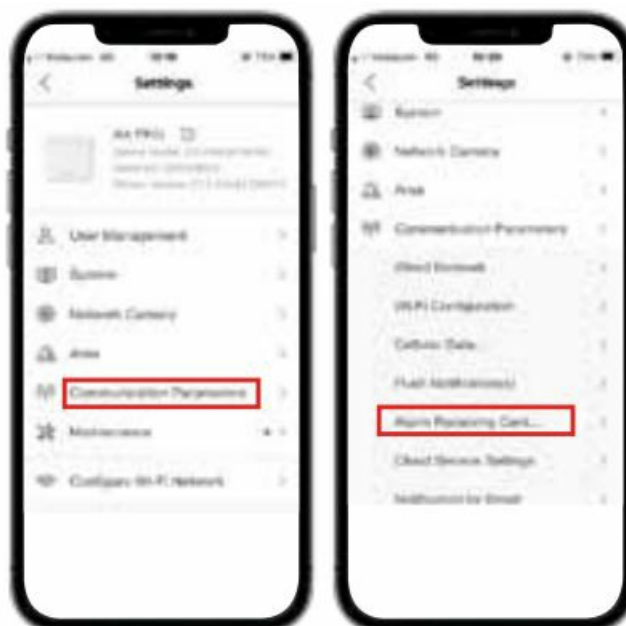 Settings
AX PRO
User Management
System
Network Camera
Area
Communication Parameters
Maintenance
Configure Wi-Fi Network
Settings
System
Network Camera
Area
Communication Parameters
Wired Network
Wi-Fi Configuration
Cellular Data
Push Notification(s)
Alarm Receiving Cent...
Cloud Service Settings
Notification by Email